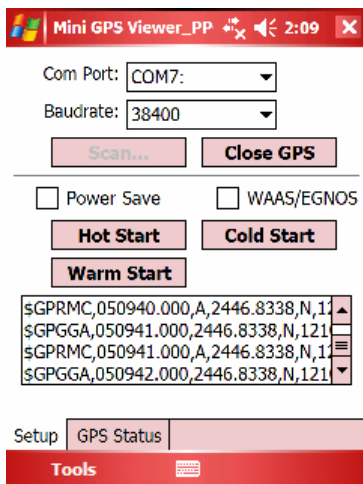 Mini GPS Viewer_PP 2:09
Com Port: COM7:
Baudrate: 38400
Scan... Close GPS
Power Save WAAS/EGNOS
Hot Start Cold Start
Warm Start
$GPRMC,050940.000,A,2446.8338,N,12
$GPGGA,050941.000,2446.8338,N,121
$GPRMC,050941.000,A,2446.8338,N,12
$GPGGA,050942.000,2446.8338,N,121
Setup GPS Status
Tools